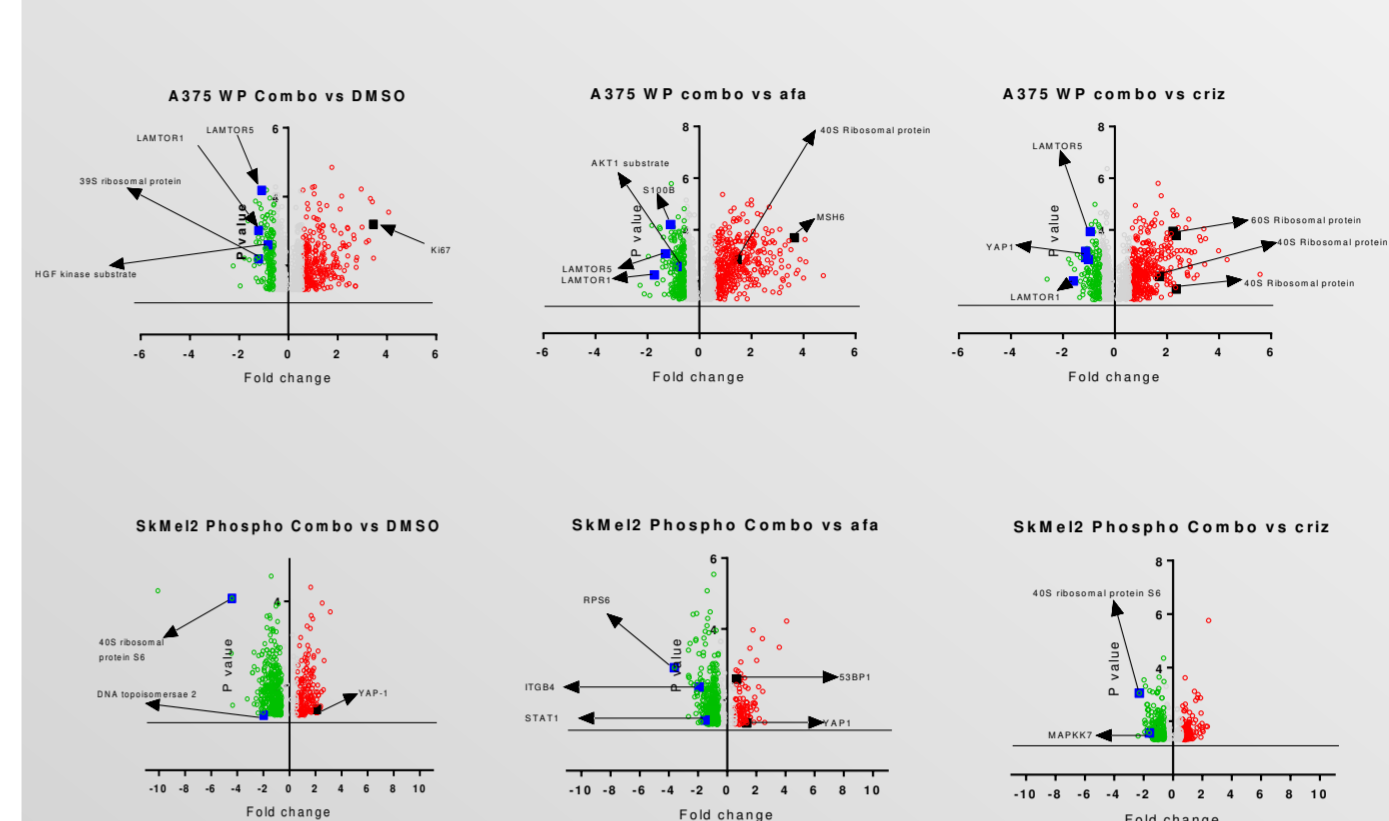 A375 WP Combo vs DMSO
LAMTOR5
LAMTOR1
39S ribosomal protein
HGF kinase substrate
Ki67
P value
6
4
-6 -4 -2 0 2 4 6
Fold change
A375 WP combo vs afa
40S Ribosomal protein
AKT1 substrate
S100B
MSH6
LAMTOR5
LAMTOR1
P value
8
6
4
-6 -4 -2 0 2 4 6
Fold change
A375 WP combo vs criz
LAMTOR5
60S Ribosomal protein
40S Ribosomal protein
YAP1
40S Ribosomal protein
LAMTOR1
P value
8
6
4
-6 -4 -2 0 2 4 6
Fold change
SkMel2 Phospho Combo vs DMSO
40S ribosomal
protein S6
DNA topoisomersae 2
YAP-1
P value
4
-10 -8 -6 -4 -2 0 2 4 6 8 10
Fold change
SkMel2 Phospho Combo vs afa
RPS6
ITGB4
STAT1
53BP1
YAP1
P value
6
4
-10 -8 -6 -4 -2 0 2 4 6 8 10
Fold change
SkMel2 Phospho Combo vs criz
40S ribosomal protein S6
MAPKK7
P value
8
6
4
-10 -8 -6 -4 -2 0 2 4 6 8 10
Fold change